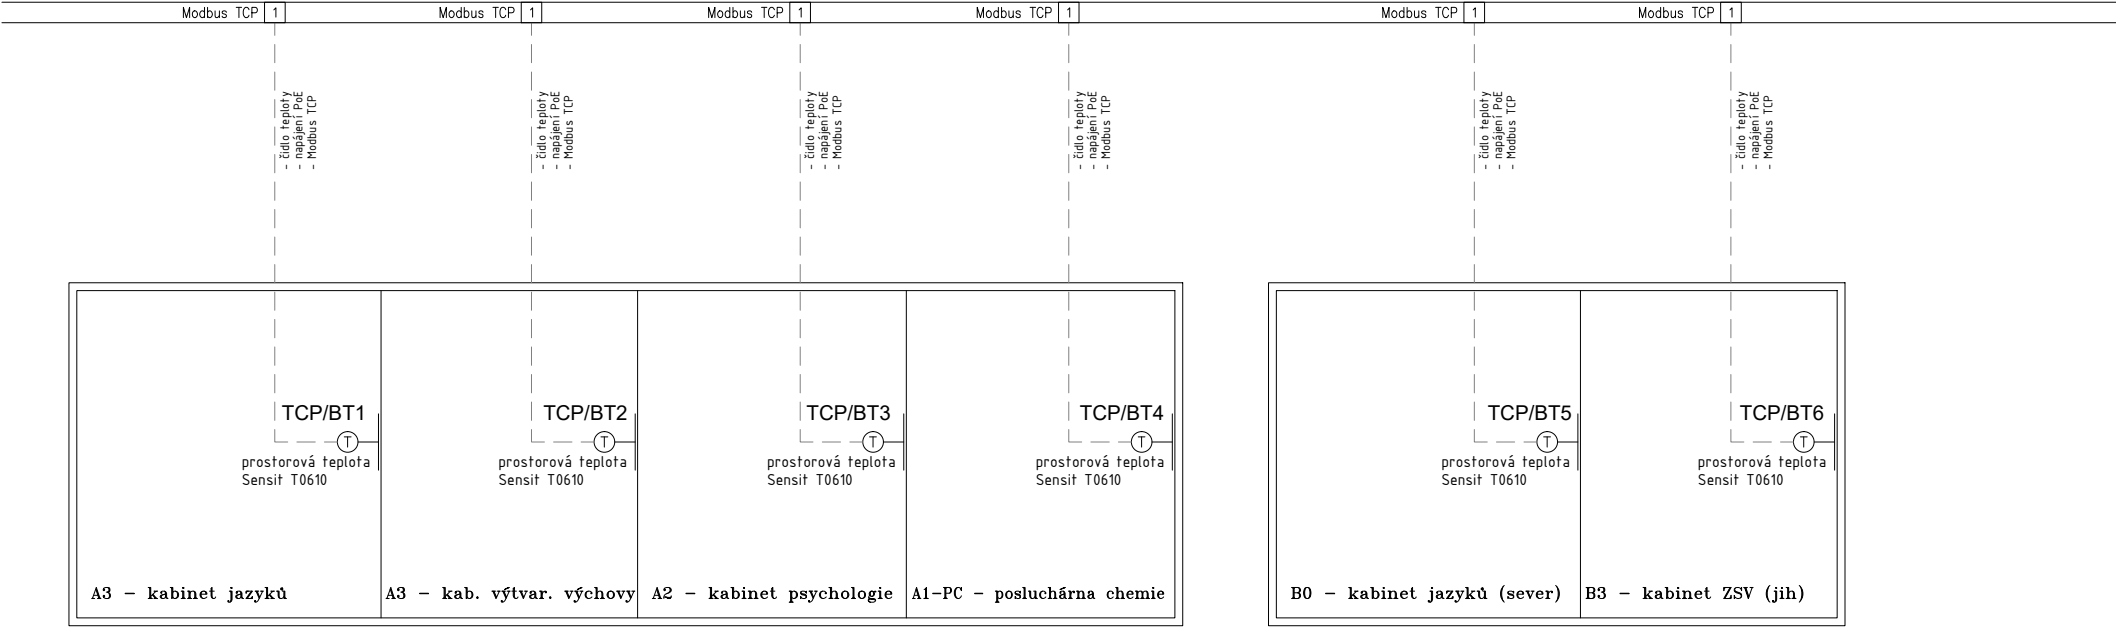 Modbus TCP 1
Modbus TCP 1
Modbus TCP 1
Modbus TCP 1
Modbus TCP 1
Modbus TCP 1
- čidlo teploty
- napájení PoE
- Modbus TCP
- čidlo teploty
- napájení PoE
- Modbus TCP
- čidlo teploty
- napájení PoE
- Modbus TCP
- čidlo teploty
- napájení PoE
- Modbus TCP
- čidlo teploty
- napájení PoE
- Modbus TCP
- čidlo teploty
- napájení PoE
- Modbus TCP
TCP/BT1
T
prostorová teplota
Sensit T0610
A3 - kabinet jazyků
TCP/BT2
T
prostorová teplota
Sensit T0610
A3 - kab. výtvar. výchovy
TCP/BT3
T
prostorová teplota
Sensit T0610
A2 - kabinet psychologie
TCP/BT4
T
prostorová teplota
Sensit T0610
A1-PC - posluchárna chemie
TCP/BT5
T
prostorová teplota
Sensit T0610
B0 - kabinet jazyků (sever)
TCP/BT6
T
prostorová teplota
Sensit T0610
B3 - kabinet ZSV (jih)